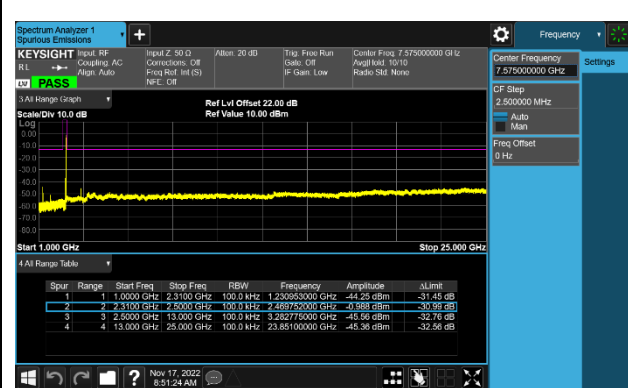 Spectrum Analyzer 1
Spurious Emissions
Frequency
KEYSIGHT Input: RF
R L Coupling: AC
Align: Auto
PASS
Input Z: 50 Ω
Corrections: Off
Freq Ref: Int (S)
NFE: Off
Atten: 20 dB
Trig: Free Run
Gate: Off
IF Gain: Low
Center Freq: 7.575000000 GHz
Avg|Hold: 10/10
Radio Std: None
Center Frequency
7.575000000 GHz
Settings
CF Step
2.500000 MHz
Auto
Man
Freq Offset
0 Hz
3 All Range Graph
Scale/Div 10.0 dB
Ref Lvl Offset 22.00 dB
Ref Value 10.00 dBm
Log
0.00
-10.0
-20.0
-30.0
-40.0
-50.0
-60.0
-70.0
-80.0
Start 1.000 GHz
Stop 25.000 GHz
4 All Range Table
Spur Range Start Freq Stop Freq RBW Frequency Amplitude ΔLimit
1 1 1.0000 GHz 2.3100 GHz 100.0 kHz 1.230953000 GHz -44.25 dBm -31.45 dB
2 2 2.3100 GHz 2.5000 GHz 100.0 kHz 2.469752000 GHz -0.988 dBm -30.99 dB
3 3 2.5000 GHz 13.000 GHz 100.0 kHz 3.282775000 GHz -45.56 dBm -32.76 dB
4 4 13.000 GHz 25.000 GHz 100.0 kHz 23.85100000 GHz -45.36 dBm -32.56 dB
?
Nov 17, 2022
8:51:24 AM